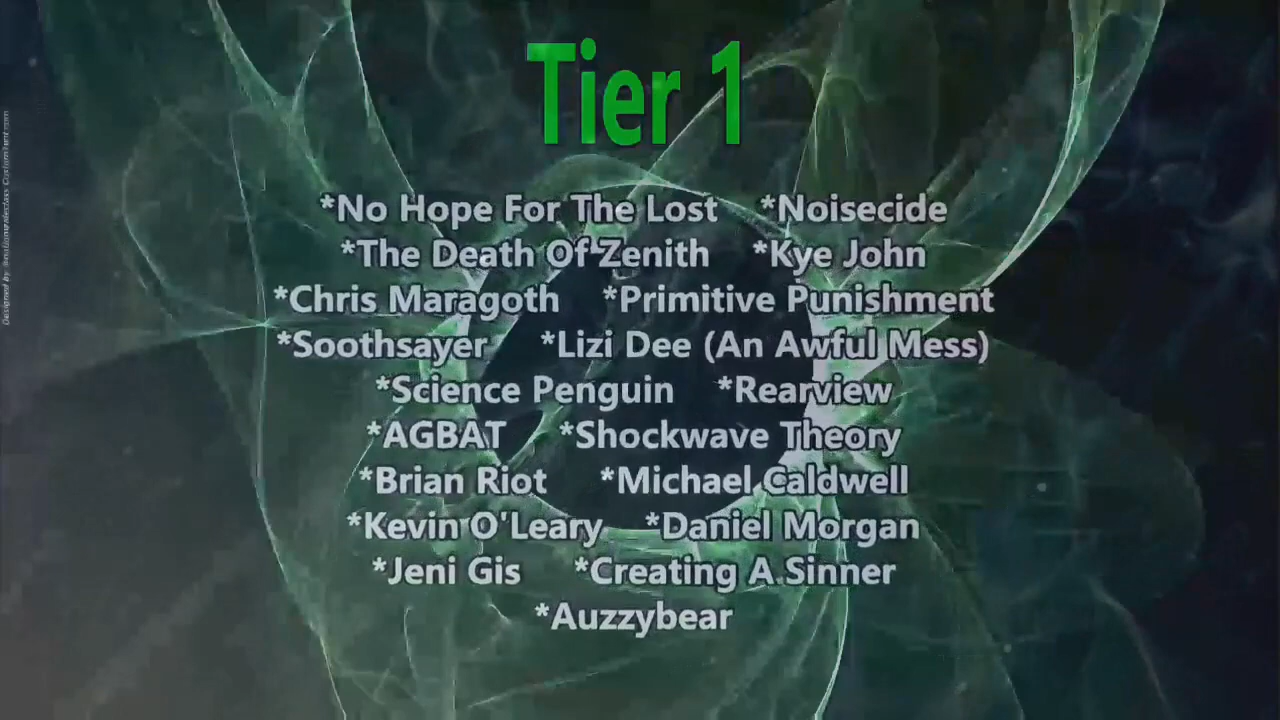 Tier 1
*No Hope For The Lost *Noisecide
*The Death Of Zenith *Kye John
*Chris Maragoth *Primitive Punishment
*Soothsayer *Lizi Dee (An Awful Mess)
*Science Penguin *Rearview
*AGBAT *Shockwave Theory
*Brian Riot *Michael Caldwell
*Kevin O'Leary *Daniel Morgan
*Jeni Gis *Creating A Sinner
*Auzzybear
Designed by